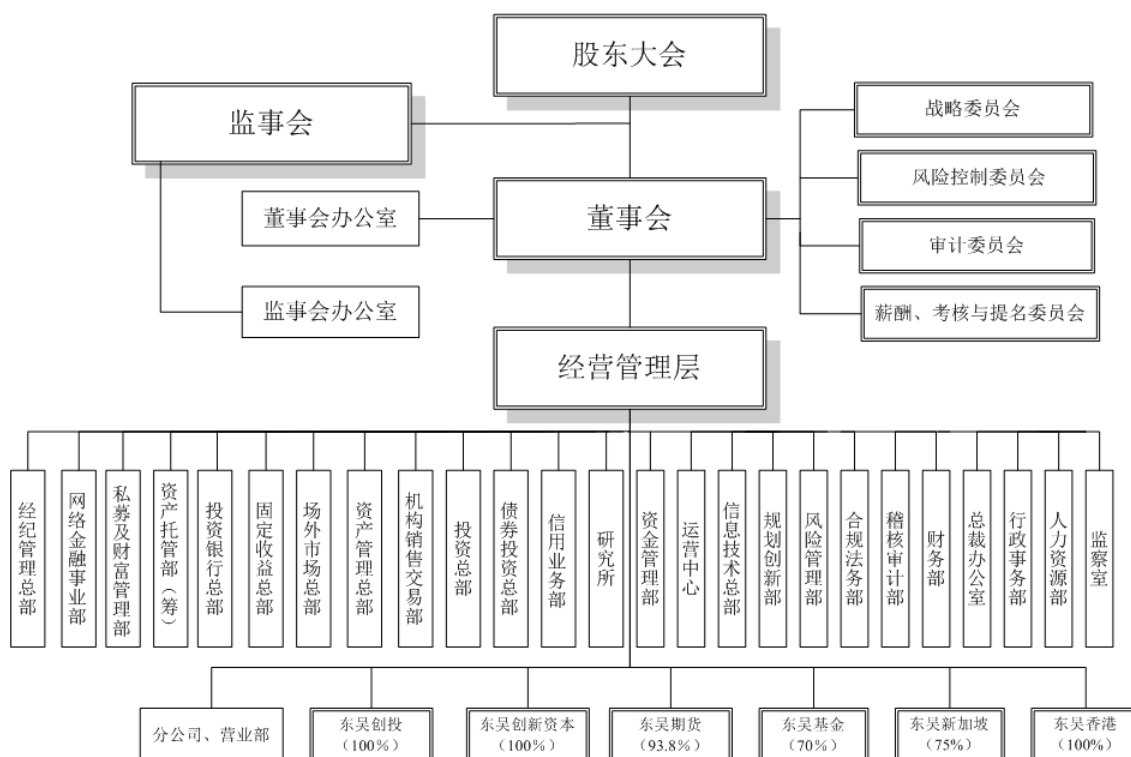 股东大会
监事会
战略委员会
风险控制委员会
董事会办公室
董事会
审计委员会
监事会办公室
薪酬、考核与提名委员会
经营管理层
经纪管理总部
网络金融事业部
私募及财富管理部
资产托管部（筹）
投资银行总部
固定收益总部
场外市场总部
资产管理总部
机构销售交易部
投资总部
债券投资总部
信用业务部
研究所
资金管理部
运营中心
信息技术总部
规划创新部
风险管理部
合规法务部
稽核审计部
财务部
总裁办公室
行政事务部
人力资源部
监察室
分公司、营业部
东吴创投
（100%）
东吴创新资本
（100%）
东吴期货
（93.8%）
东吴基金
（70%）
东吴新加坡
（75%）
东吴香港
（100%）